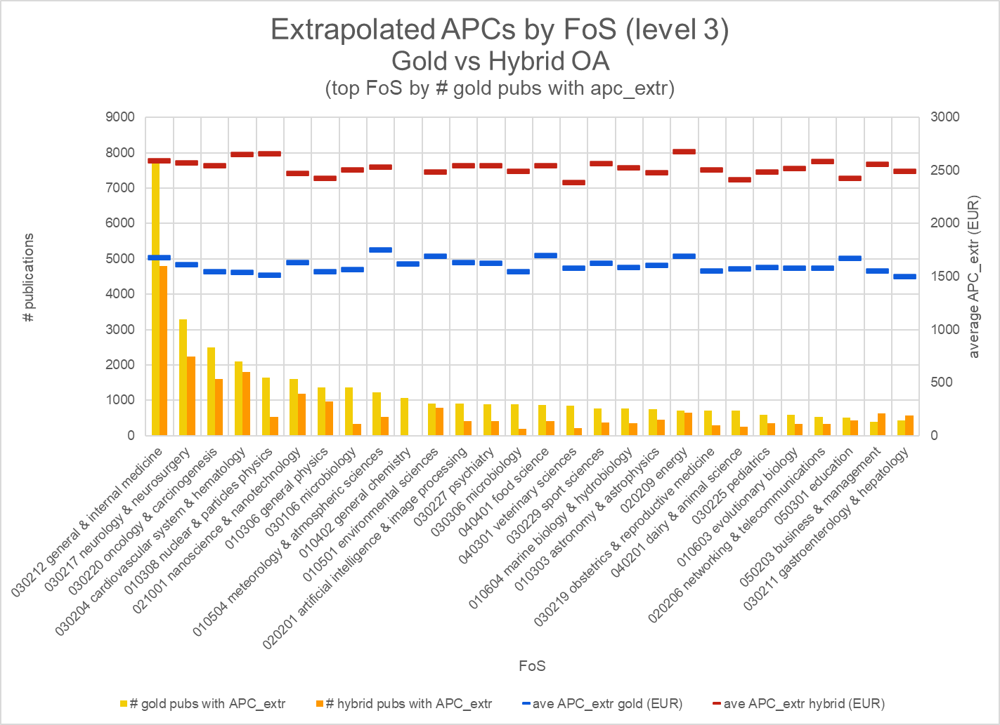 Extrapolated APCs by FoS (level 3)
Gold vs Hybrid OA
(top FoS by # gold pubs with apc_extr)
# publications
9000
8000
7000
6000
5000
4000
3000
2000
1000
0
average APC_extr (EUR)
3000
2500
2000
1500
1000
500
0
030212 general & internal medicine
030217 neurology & neurosurgery
030220 oncology & carcinogenesis
030204 cardiovascular system & hematology
010308 nuclear & particles physics
021001 nanoscience & nanotechnology
010306 general physics
030106 microbiology
010504 meteorology & atmospheric sciences
010402 general chemistry
010501 environmental sciences
020201 artificial intelligence & image processing
030227 psychiatry
030306 microbiology
040401 food science
040301 veterinary sciences
030229 sport sciences
010604 marine biology & hydrobiology
010303 astronomy & astrophysics
020209 energy
030219 obstetrics & reproductive medicine
040201 dairy & animal science
030225 pediatrics
010603 evolutionary biology
020206 networking & telecommunications
050301 education
050203 business & management
030211 gastroenterology & hepatology
FoS
# gold pubs with APC_extr
# hybrid pubs with APC_extr
ave APC_extr gold (EUR)
ave APC_extr hybrid (EUR)